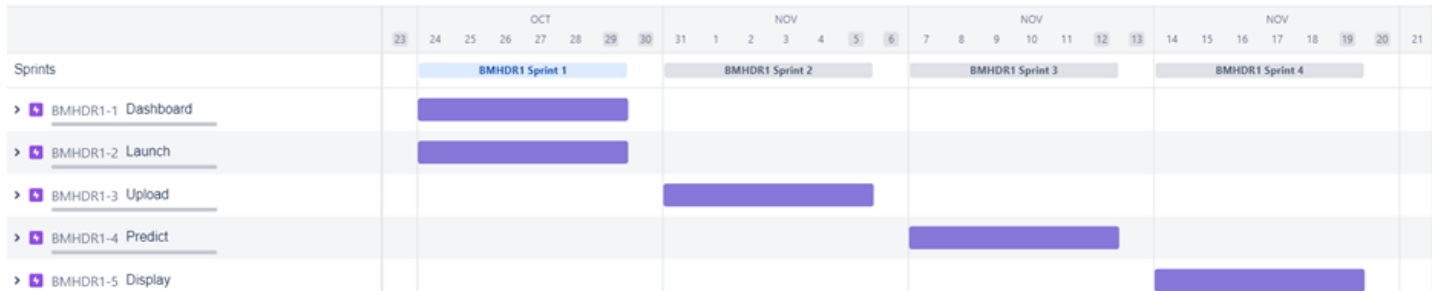 OCT NOV NOV NOV
23 24 25 26 27 28 29 30 31 1 2 3 4 5 6 7 8 9 10 11 12 13 14 15 16 17 18 19 20 21
Sprints BMHDR1 Sprint 1 BMHDR1 Sprint 2 BMHDR1 Sprint 3 BMHDR1 Sprint 4
BMHDR1-1 Dashboard
BMHDR1-2 Launch
BMHDR1-3 Upload
BMHDR1-4 Predict
BMHDR1-5 Display